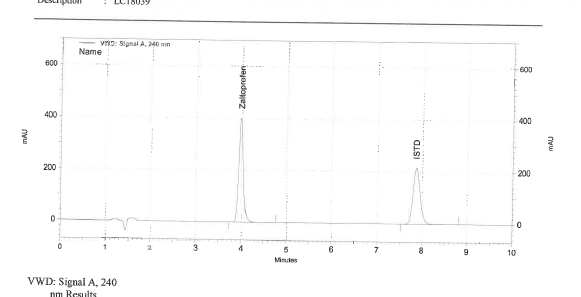 Description : LC18039
VWD: Signal A, 240 nm
Name
600
600
Zaltoprofen
400
400
mAU
mAU
ISTD
200
200
0
0
0 1 2 3 4 5 6 7 8 9 10
Minutes
VWD: Signal A, 240
nm Results